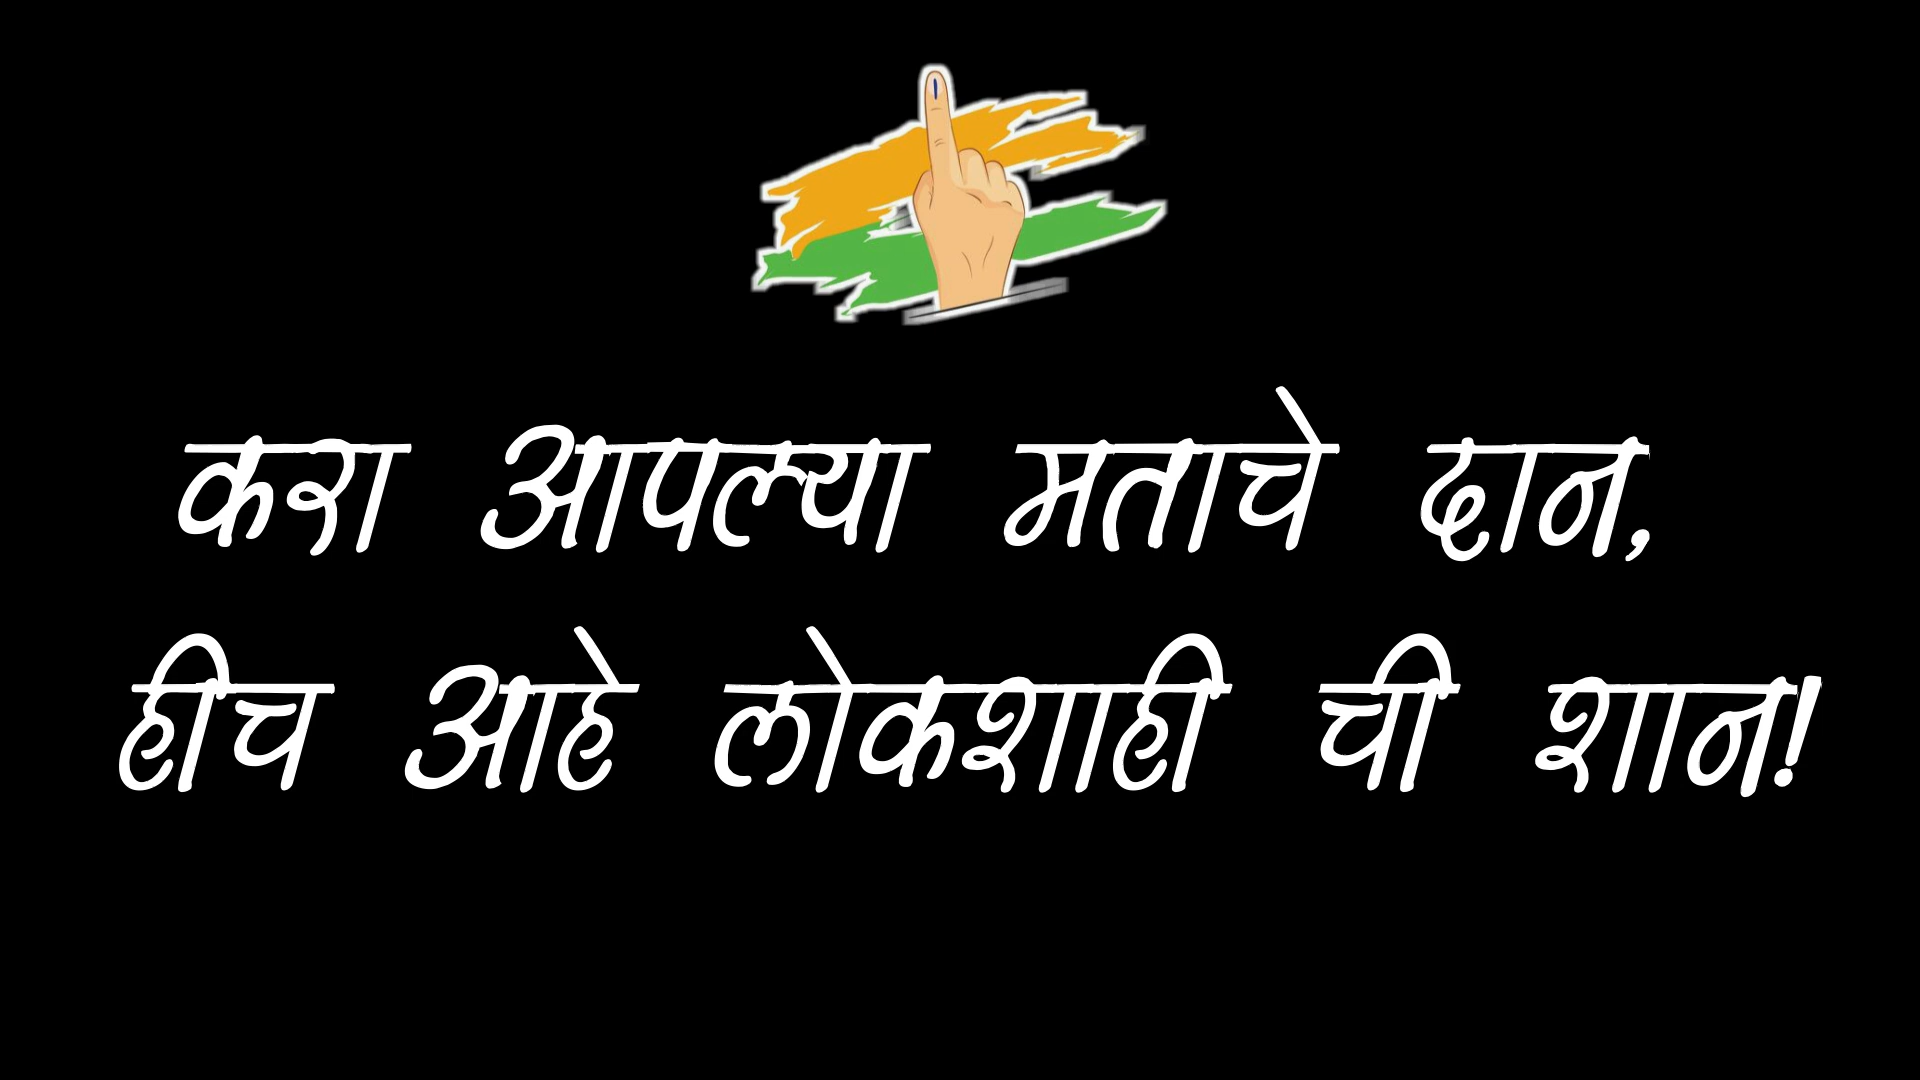 करा आपल्या मताचे दान,
हीच आहे लोकशाही ची शान!